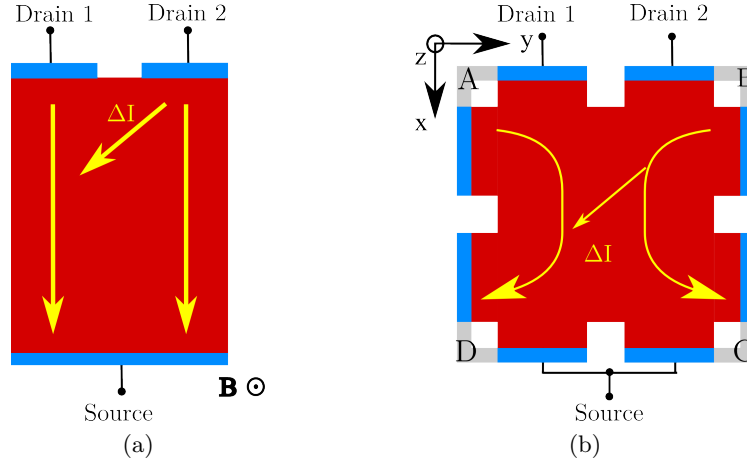 Drain 1 Drain 2
ΔI
B
Source
(a)
Drain 1 Drain 2
z y
x
A
ΔI
D
Source
(b)